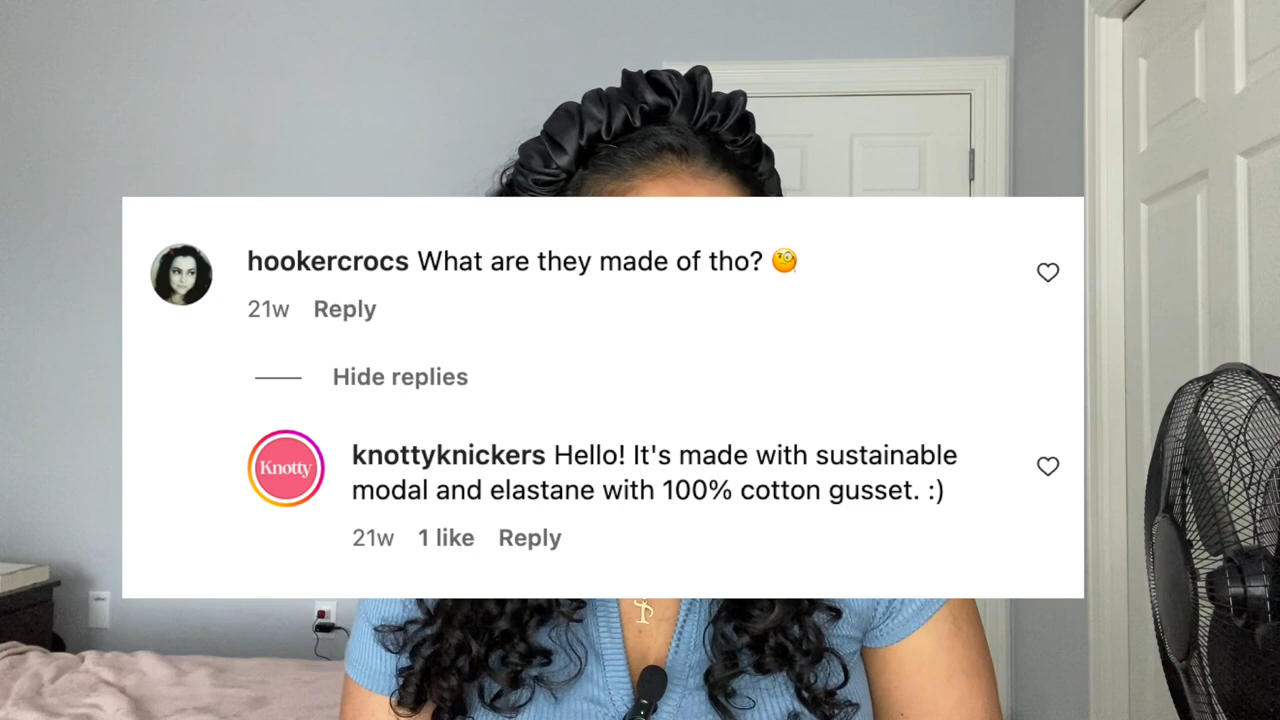 hookercrocs What are they made of tho? 🧐
21w Reply
Hide replies
Knotty
knottyknickers Hello! It's made with sustainable
modal and elastane with 100% cotton gusset. :)
21w 1 like Reply